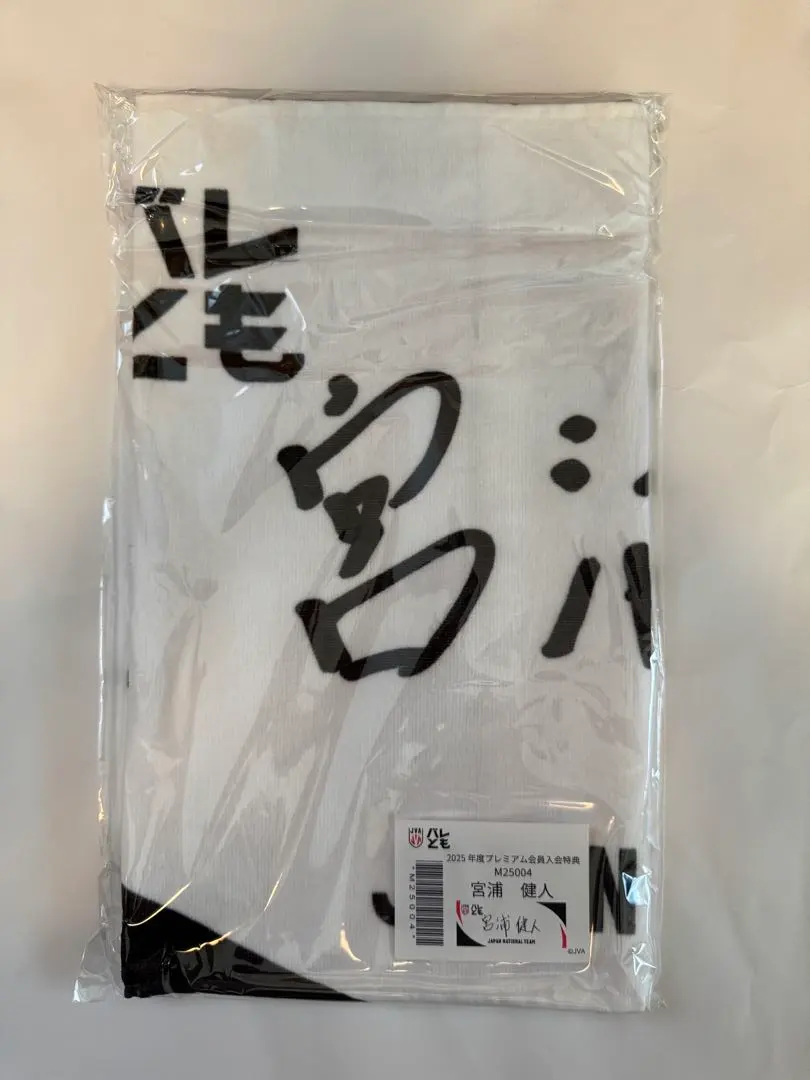 バレ
とも
宮浦
JVA
バレ
とも
2025 年度プレミアム会員入会特典
M25004
*M25004*
宮浦 健人
バレとも
宮浦 健人
JAPAN NATIONAL TEAM
©JVA